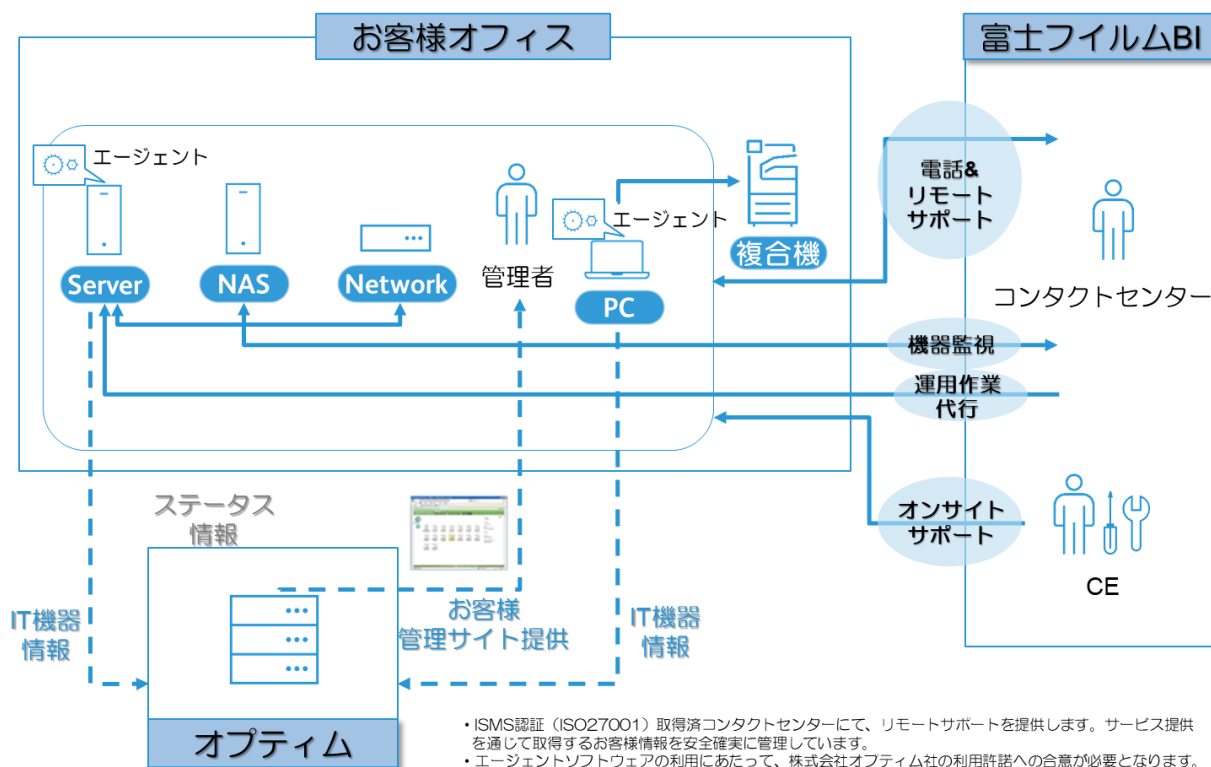 お客様オフィス
富士フイルムBI
エージェント
エージェント
電話&
リモート
サポート
複合機
Server
NAS
Network
管理者
PC
コンタクトセンター
機器監視
運用作業
代行
オンサイト
サポート
CE
ステータス
情報
IT機器
情報
お客様
管理サイト提供
IT機器
情報
オプティム
・ISMS認証（ISO27001）取得済コンタクトセンターにて、リモートサポートを提供します。サービス提供
を通じて取得するお客様情報を安全確実に管理しています。
・エージェントソフトウェアの利用にあたって、株式会社オプティム社の利用許諾への合意が必要となります。